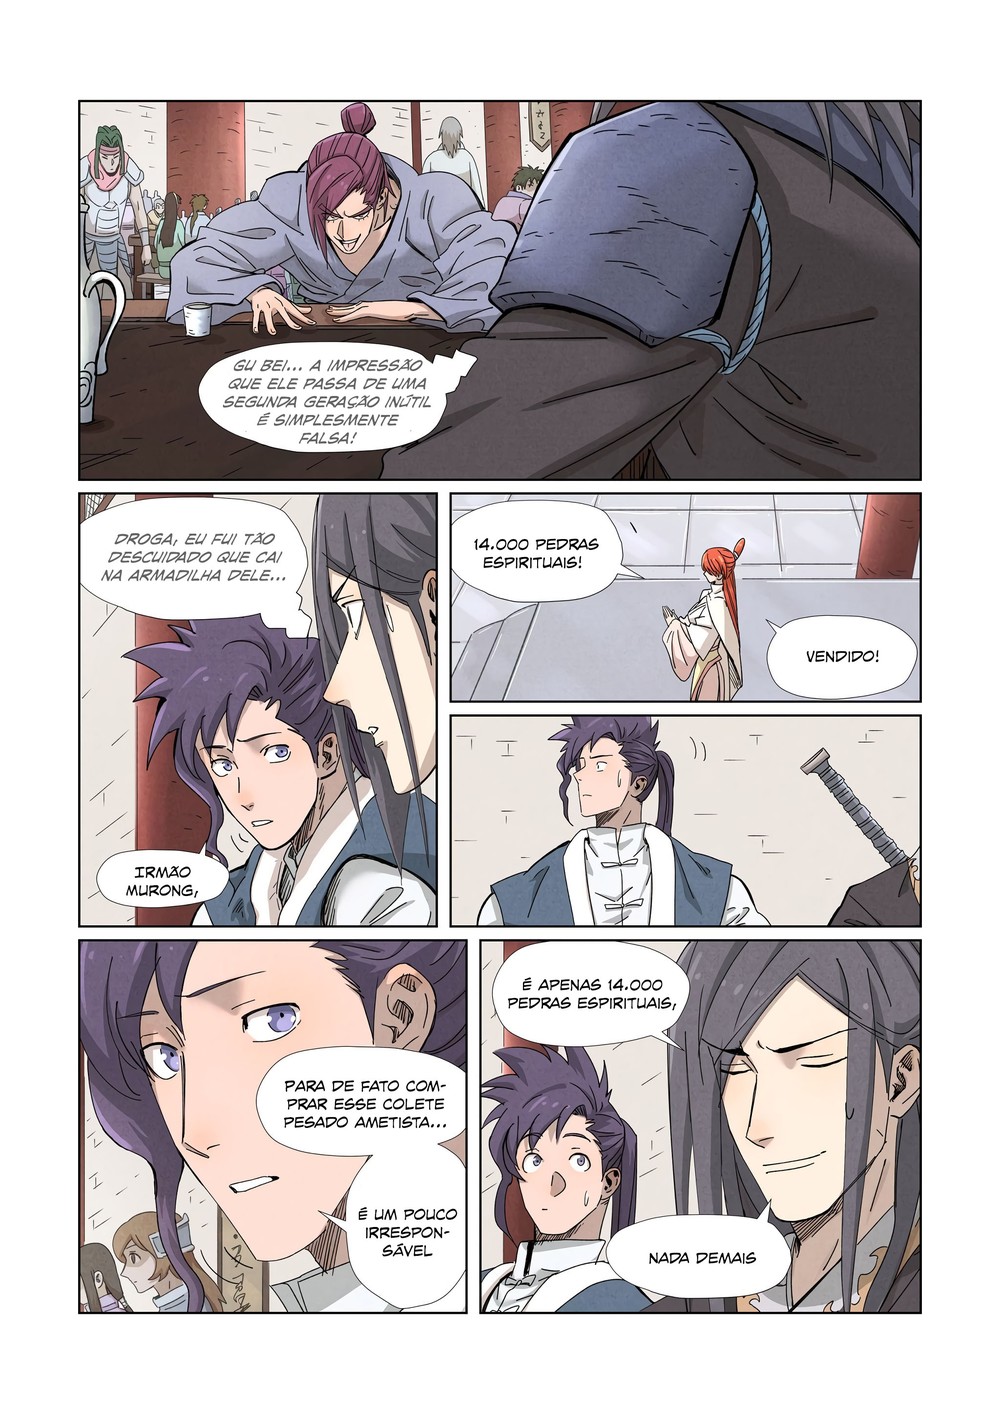 GU BEI... A IMPRESSÃO
QUE ELE PASSA DE UMA
SEGUNDA GERAÇÃO INÚTIL
É SIMPLESMENTE
FALSA!
DROGA, EU FUI TÃO
DESCUIDADO QUE CAI
NA ARMADILHA DELE...
IRMÃO
MURONG,
14.000 PEDRAS
ESPIRITUAIS!
VENDIDO!
PARA DE FATO COM-
PRAR ESSE COLETE
PESADO AMETISTA...
É UM POUCO
IRRESPON-
SÁVEL
É APENAS 14.000
PEDRAS ESPIRITUAIS,
NADA DEMAIS